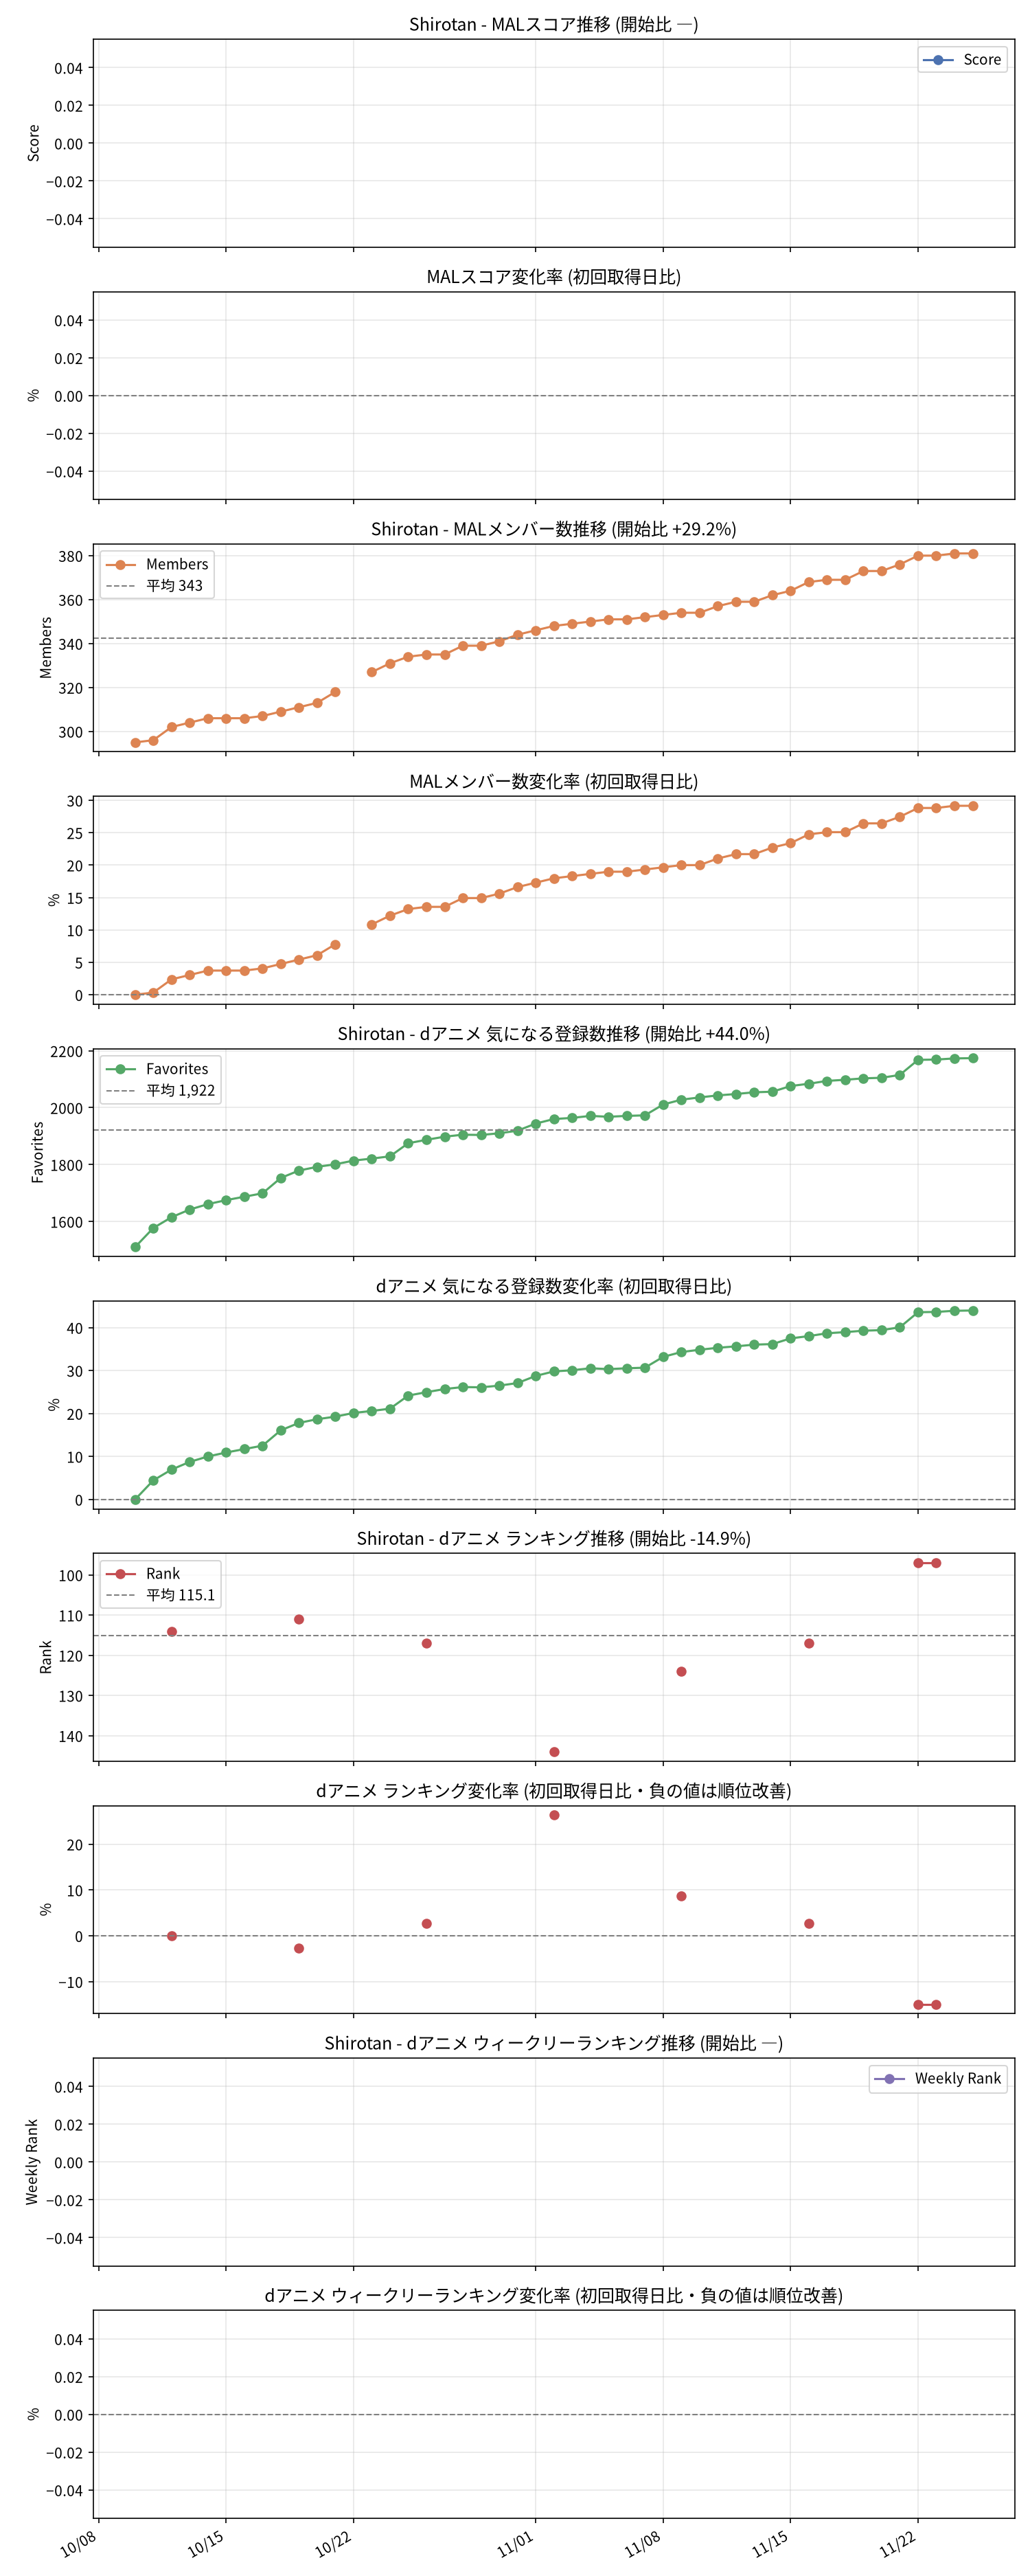 Shirotan - MALスコア推移 (開始比 —)
Score
0.04
0.02
0.00
−0.02
−0.04
Score
MALスコア変化率 (初回取得日比)
0.04
0.02
0.00
−0.02
−0.04
%
Shirotan - MALメンバー数推移 (開始比 +29.2%)
Members
平均 343
380
360
340
320
300
Members
MALメンバー数変化率 (初回取得日比)
30
25
20
15
10
5
0
%
Shirotan - dアニメ 気になる登録数推移 (開始比 +44.0%)
Favorites
平均 1,922
2200
2000
1800
1600
Favorites
dアニメ 気になる登録数変化率 (初回取得日比)
40
30
20
10
0
%
Shirotan - dアニメ ランキング推移 (開始比 -14.9%)
Rank
平均 115.1
100
110
120
130
140
Rank
dアニメ ランキング変化率 (初回取得日比・負の値は順位改善)
20
10
0
−10
%
Shirotan - dアニメ ウィークリーランキング推移 (開始比 —)
Weekly Rank
0.04
0.02
0.00
−0.02
−0.04
Weekly Rank
dアニメ ウィークリーランキング変化率 (初回取得日比・負の値は順位改善)
0.04
0.02
0.00
−0.02
−0.04
%
10/08
10/15
10/22
11/01
11/08
11/15
11/22